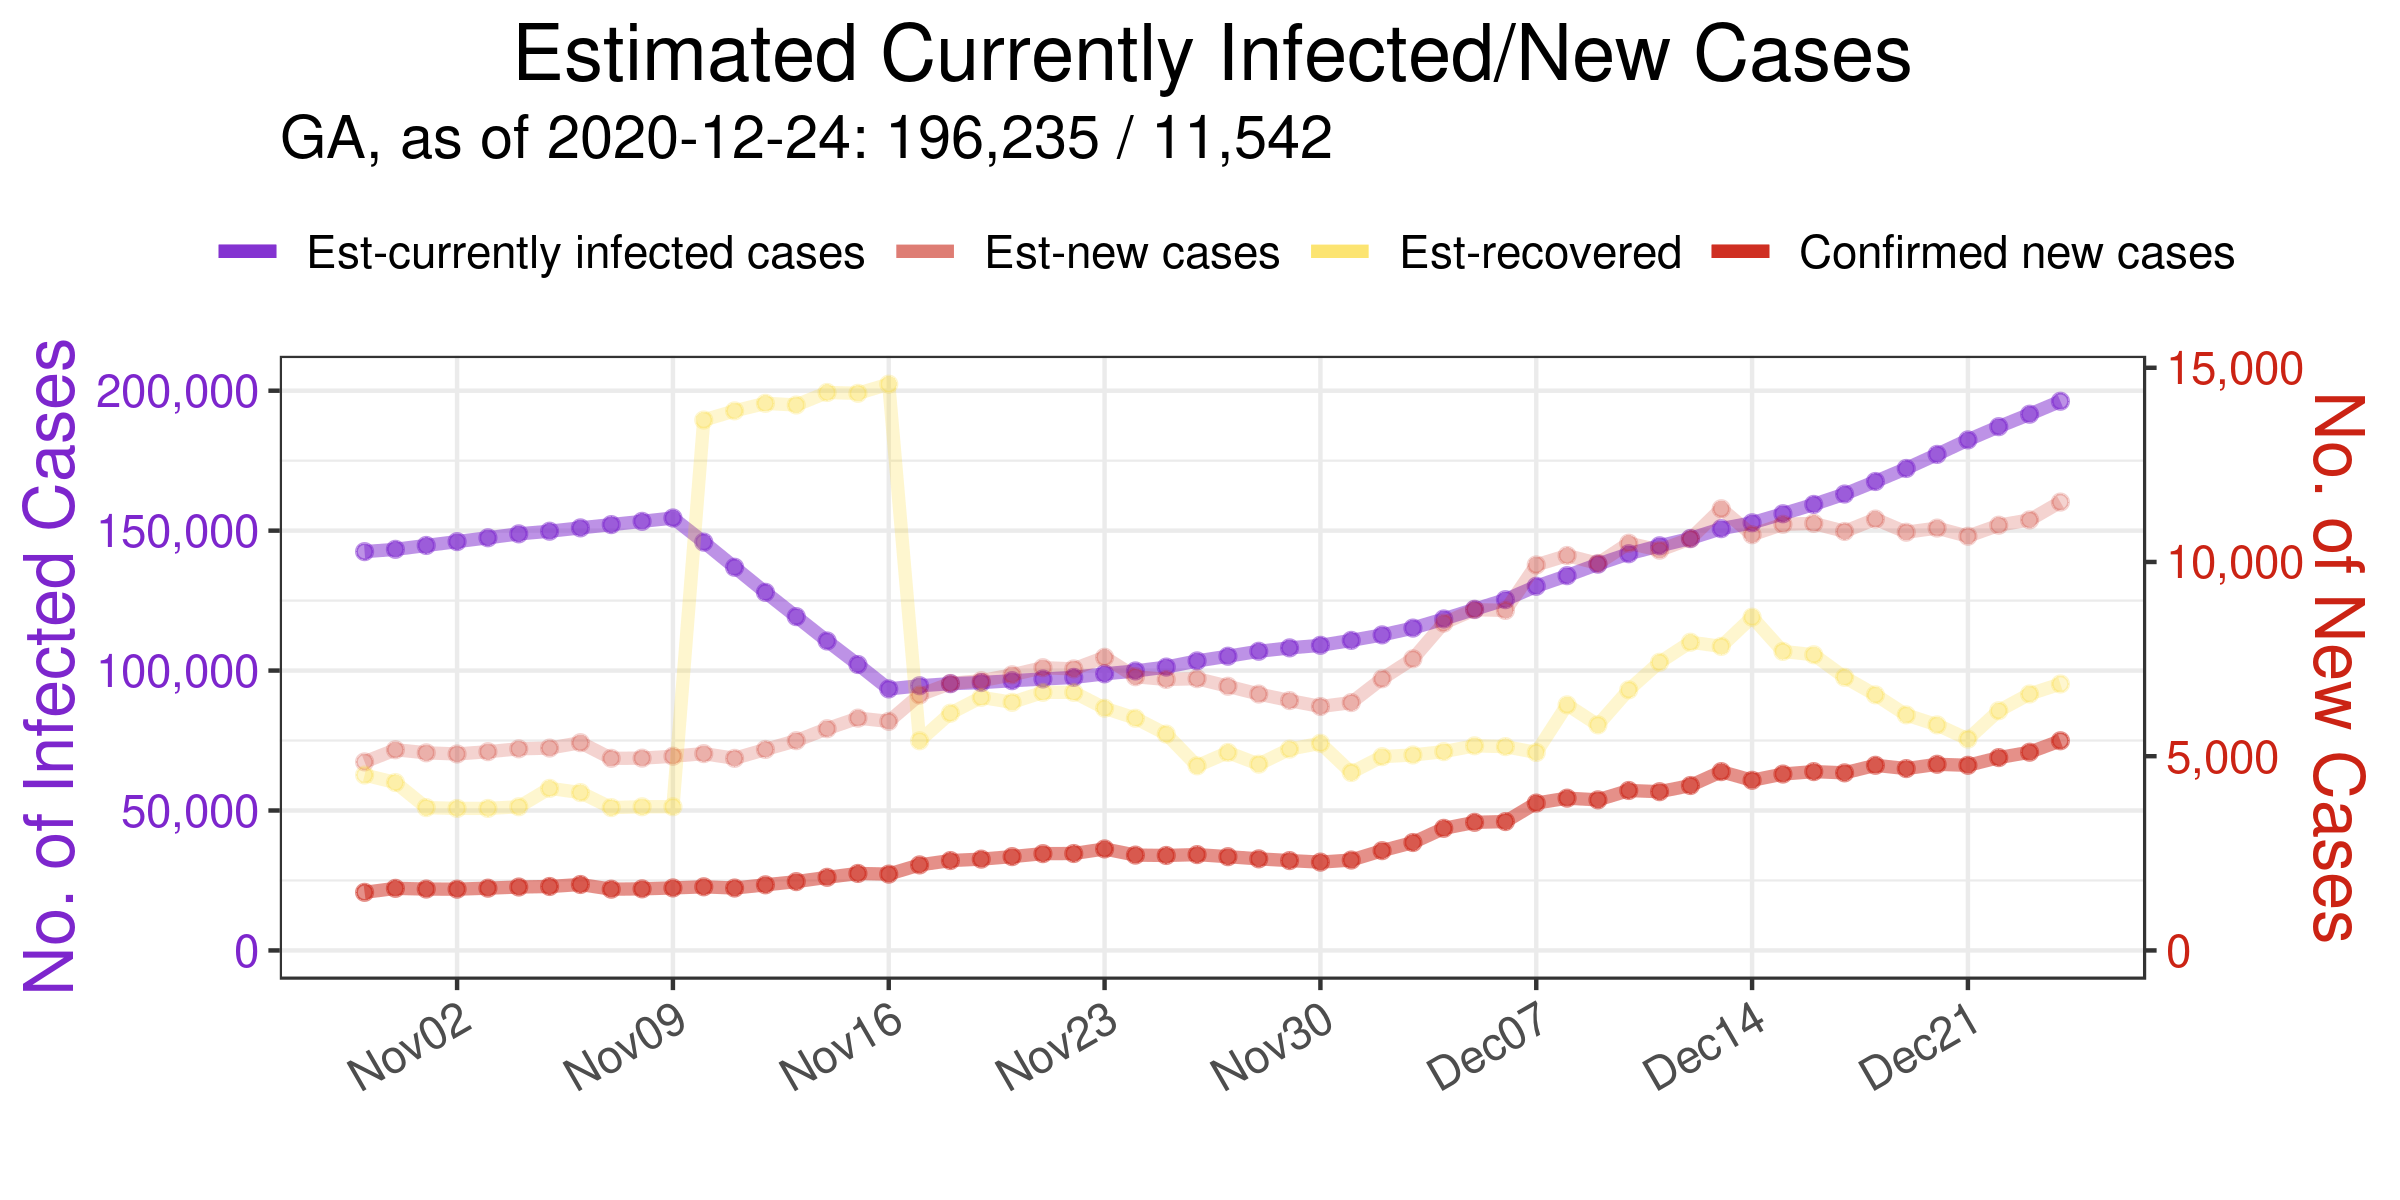 Estimated Currently Infected/New Cases
GA, as of 2020-12-24: 196,235 / 11,542
Est-currently infected cases Est-new cases Est-recovered Confirmed new cases
No. of Infected Cases
200,000
150,000
100,000
50,000
0
15,000
10,000
5,000
0
No. of New Cases
Nov02 Nov09 Nov16 Nov23 Nov30 Dec07 Dec14 Dec21